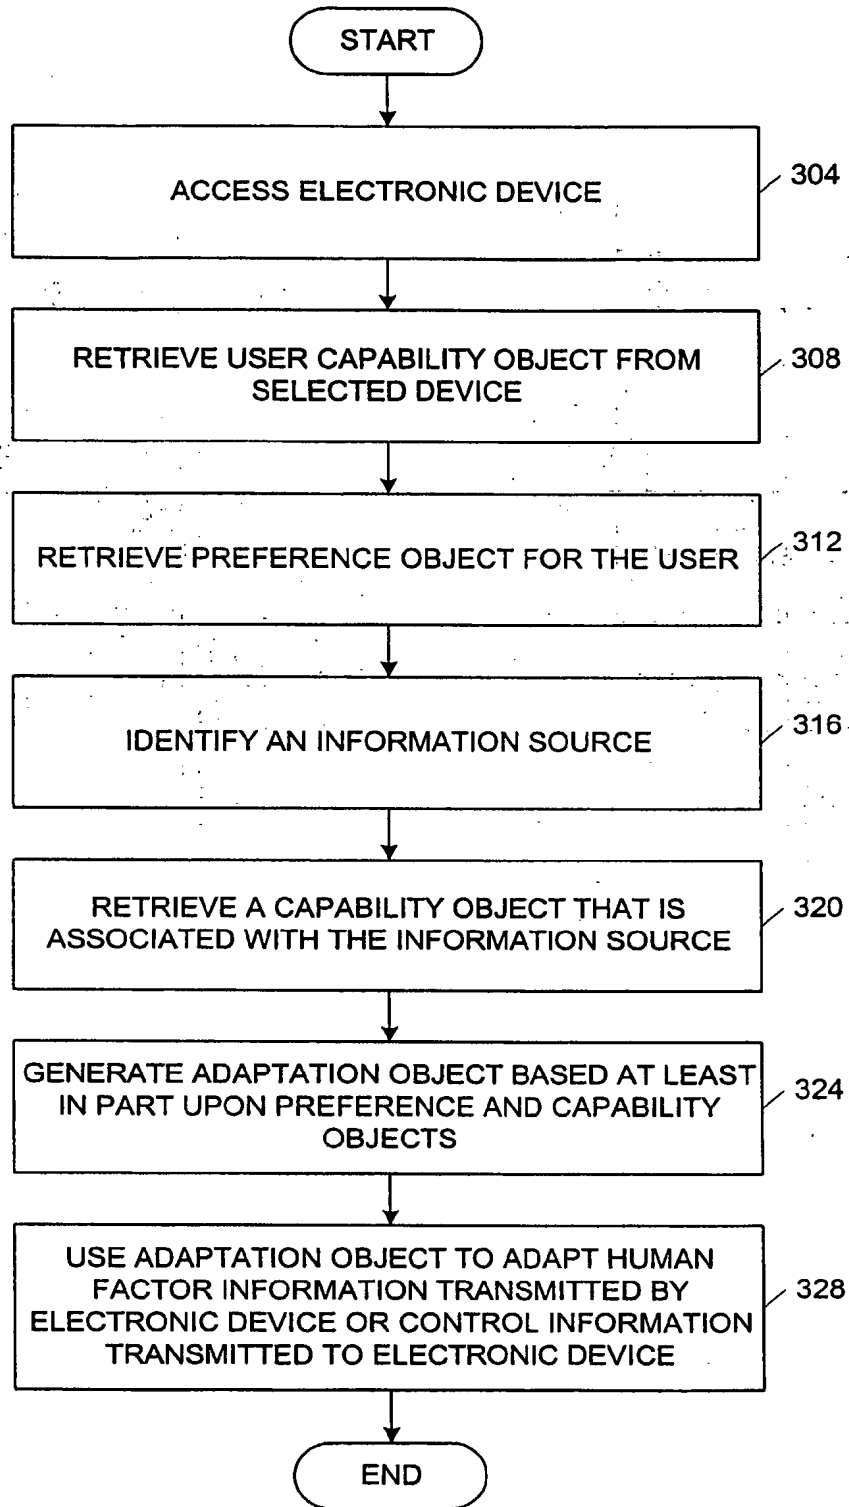 START
ACCESS ELECTRONIC DEVICE
304
RETRIEVE USER CAPABILITY OBJECT FROM
SELECTED DEVICE
308
RETRIEVE PREFERENCE OBJECT FOR THE USER
312
IDENTIFY AN INFORMATION SOURCE
316
RETRIEVE A CAPABILITY OBJECT THAT IS
ASSOCIATED WITH THE INFORMATION SOURCE
320
GENERATE ADAPTATION OBJECT BASED AT LEAST
IN PART UPON PREFERENCE AND CAPABILITY
OBJECTS
324
USE ADAPTATION OBJECT TO ADAPT HUMAN
FACTOR INFORMATION TRANSMITTED BY
ELECTRONIC DEVICE OR CONTROL INFORMATION
TRANSMITTED TO ELECTRONIC DEVICE
328
END